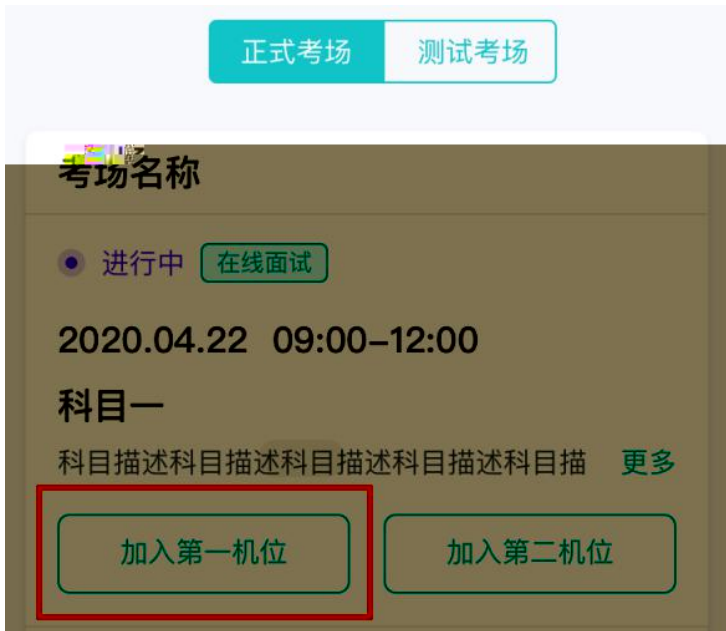 正式考场 测试考场
考场名称
进行中 在线面试
2020.04.22 09:00-12:00
科目一
科目描述科目描述科目描述科目描述科目描 更多
加入第一机位 加入第二机位